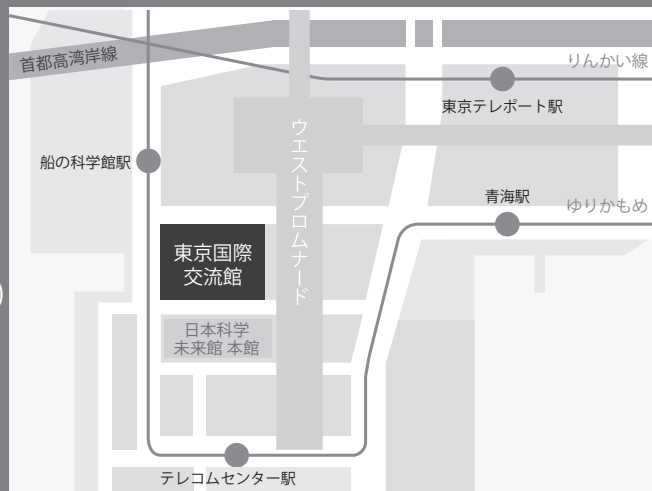 首都高湾岸線
りんかい線
東京テレポート駅
船の科学館駅
ウエストプロムナード
青海駅
ゆりかもめ
東京国際
交流館
日本科学
未来館 本館
テレコムセンター駅